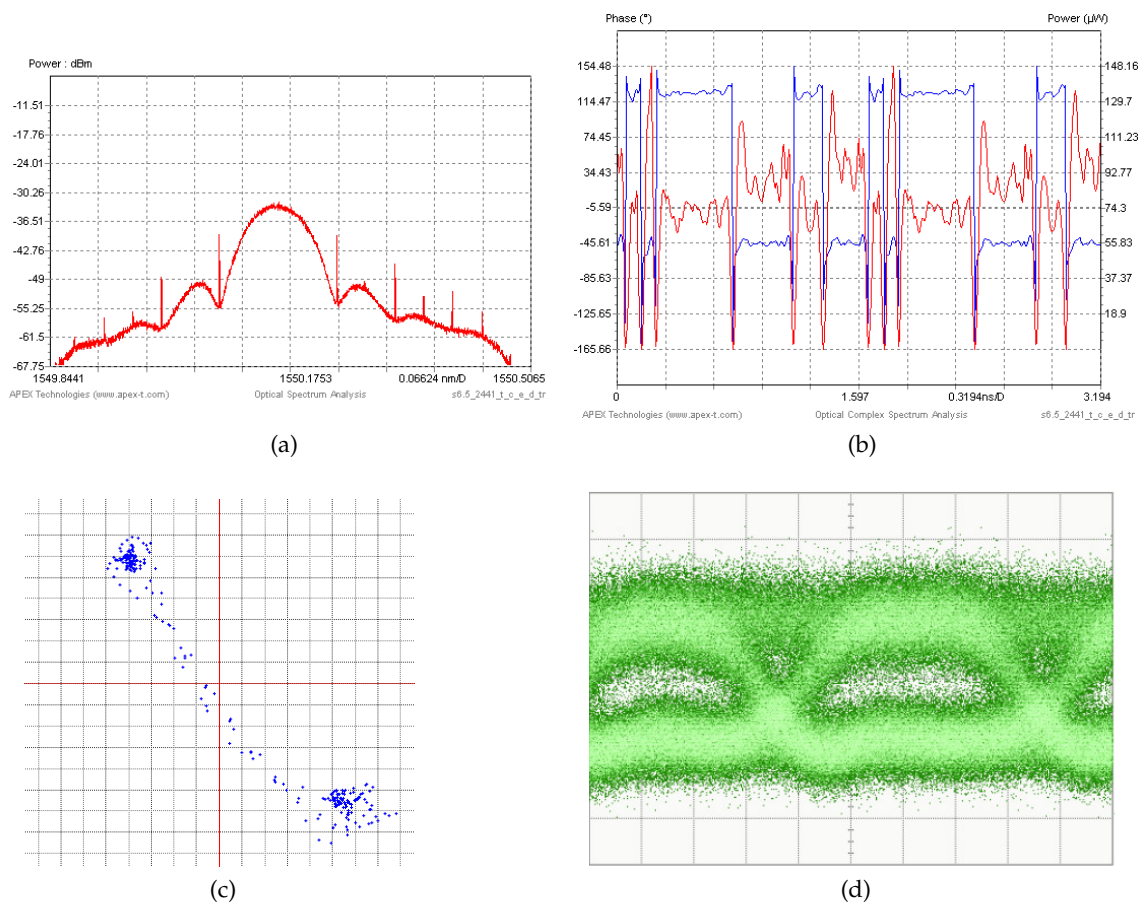 Power : dBm
-11.51
-17.76
-24.01
-30.26
-36.51
-42.76
-49
-55.25
-61.5
-67.75
1549.8441 1550.1753 0.06624 nm/D 1550.5065
APEX Technologies (www.apex-t.com) Optical Spectrum Analysis s6.5_2441_t_c_e_d_tr
(a)
Phase (°) Power (µW)
154.48 148.16
114.47 129.7
74.45 111.23
34.43 92.77
-5.59 74.3
-45.61 55.83
-85.63 37.37
-125.65 18.9
-165.66
0 1.597 0.3194ns/D 3.194
APEX Technologies (www.apex-t.com) Optical Complex Spectrum Analysis s6.5_2441_t_c_e_d_tr
(b)
(c)
(d)